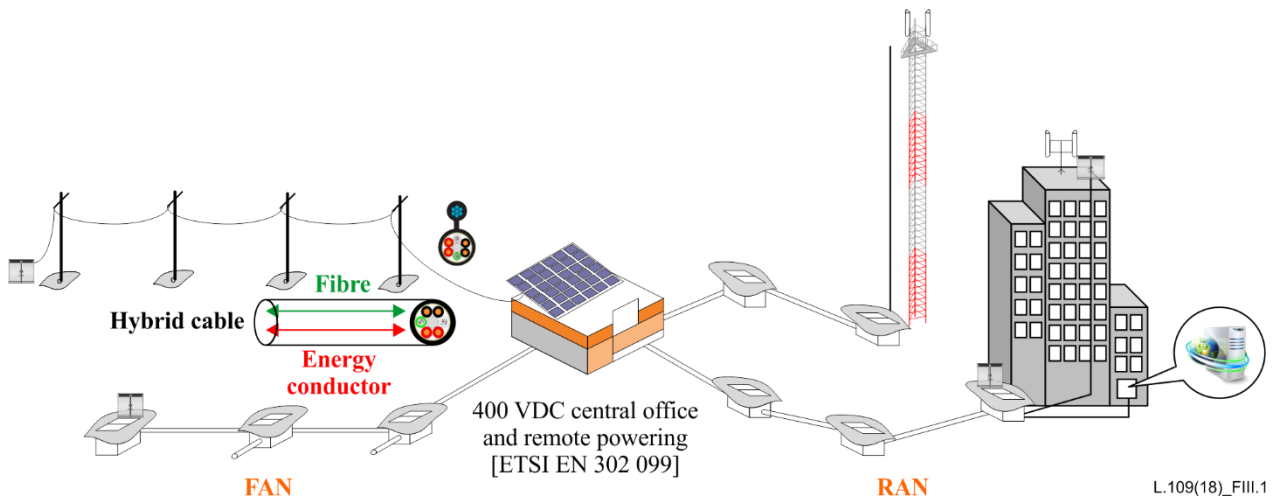 Fibre
Hybrid cable
Energy
conductor
400 VDC central office
and remote powering
[ETSI EN 302 099]
FAN
RAN
L.109(18)_FIII.1